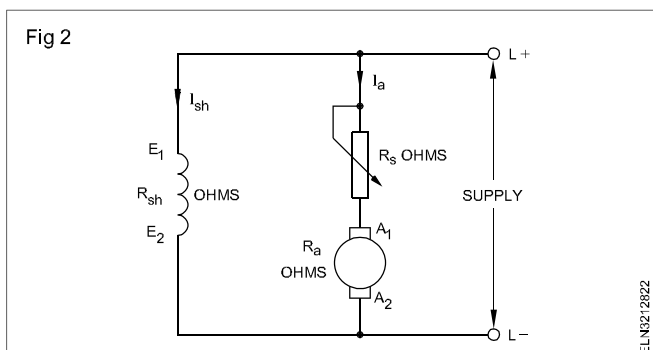 Fig 2
L+
Ia
Ish
E1
Rs OHMS
Rsh OHMS
SUPPLY
E2
A1
Ra
OHMS
A2
L−
ELN3212822